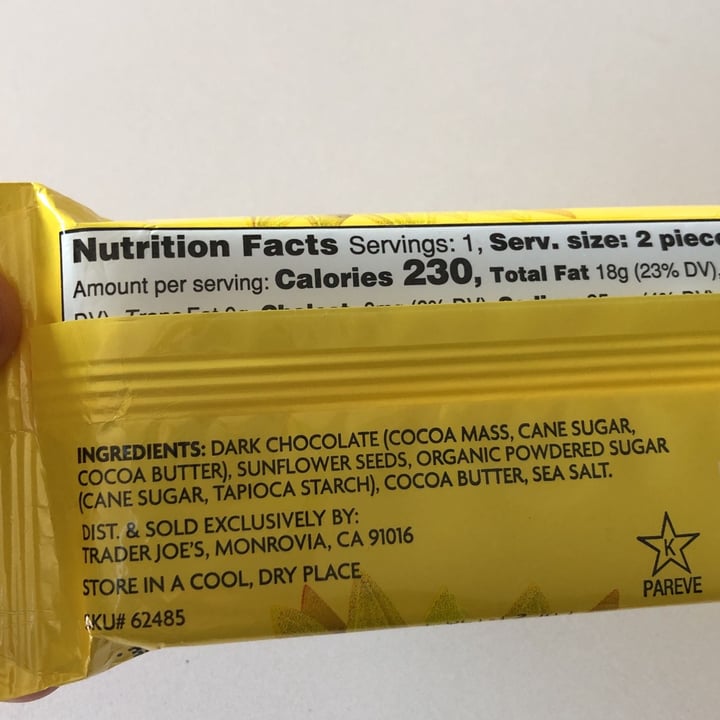 Nutrition Facts Servings: 1, Serv. size: 2
Amount per serving: Calories 230, Total Fat 18g (23% DV),
INGREDIENTS: DARK CHOCOLATE (COCOA MASS, CANE SUGAR,
COCOA BUTTER), SUNFLOWER SEEDS, ORGANIC POWDERED SUGAR
(CANE SUGAR, TAPIOCA STARCH), COCOA BUTTER, SEA SALT.
DIST. & SOLD EXCLUSIVELY BY:
TRADER JOE'S, MONROVIA, CA 91016
STORE IN A COOL, DRY PLACE
SKU# 62485
K
PAREVE